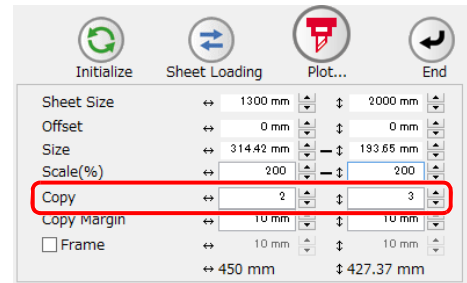 Initialize Sheet Loading Plot... End
Sheet Size ↔ 1300 mm ↕ 2000 mm
Offset ↔ 0 mm ↕ 0 mm
Size ↔ 314.42 mm ↕ 193.65 mm
Scale(%) ↔ 200 ↕ 200
Copy ↔ 2 ↕ 3
Copy Margin ↔ 10 mm ↕ 10 mm
Frame ↔ 10 mm ↕ 10 mm
↔ 450 mm ↕ 427.37 mm